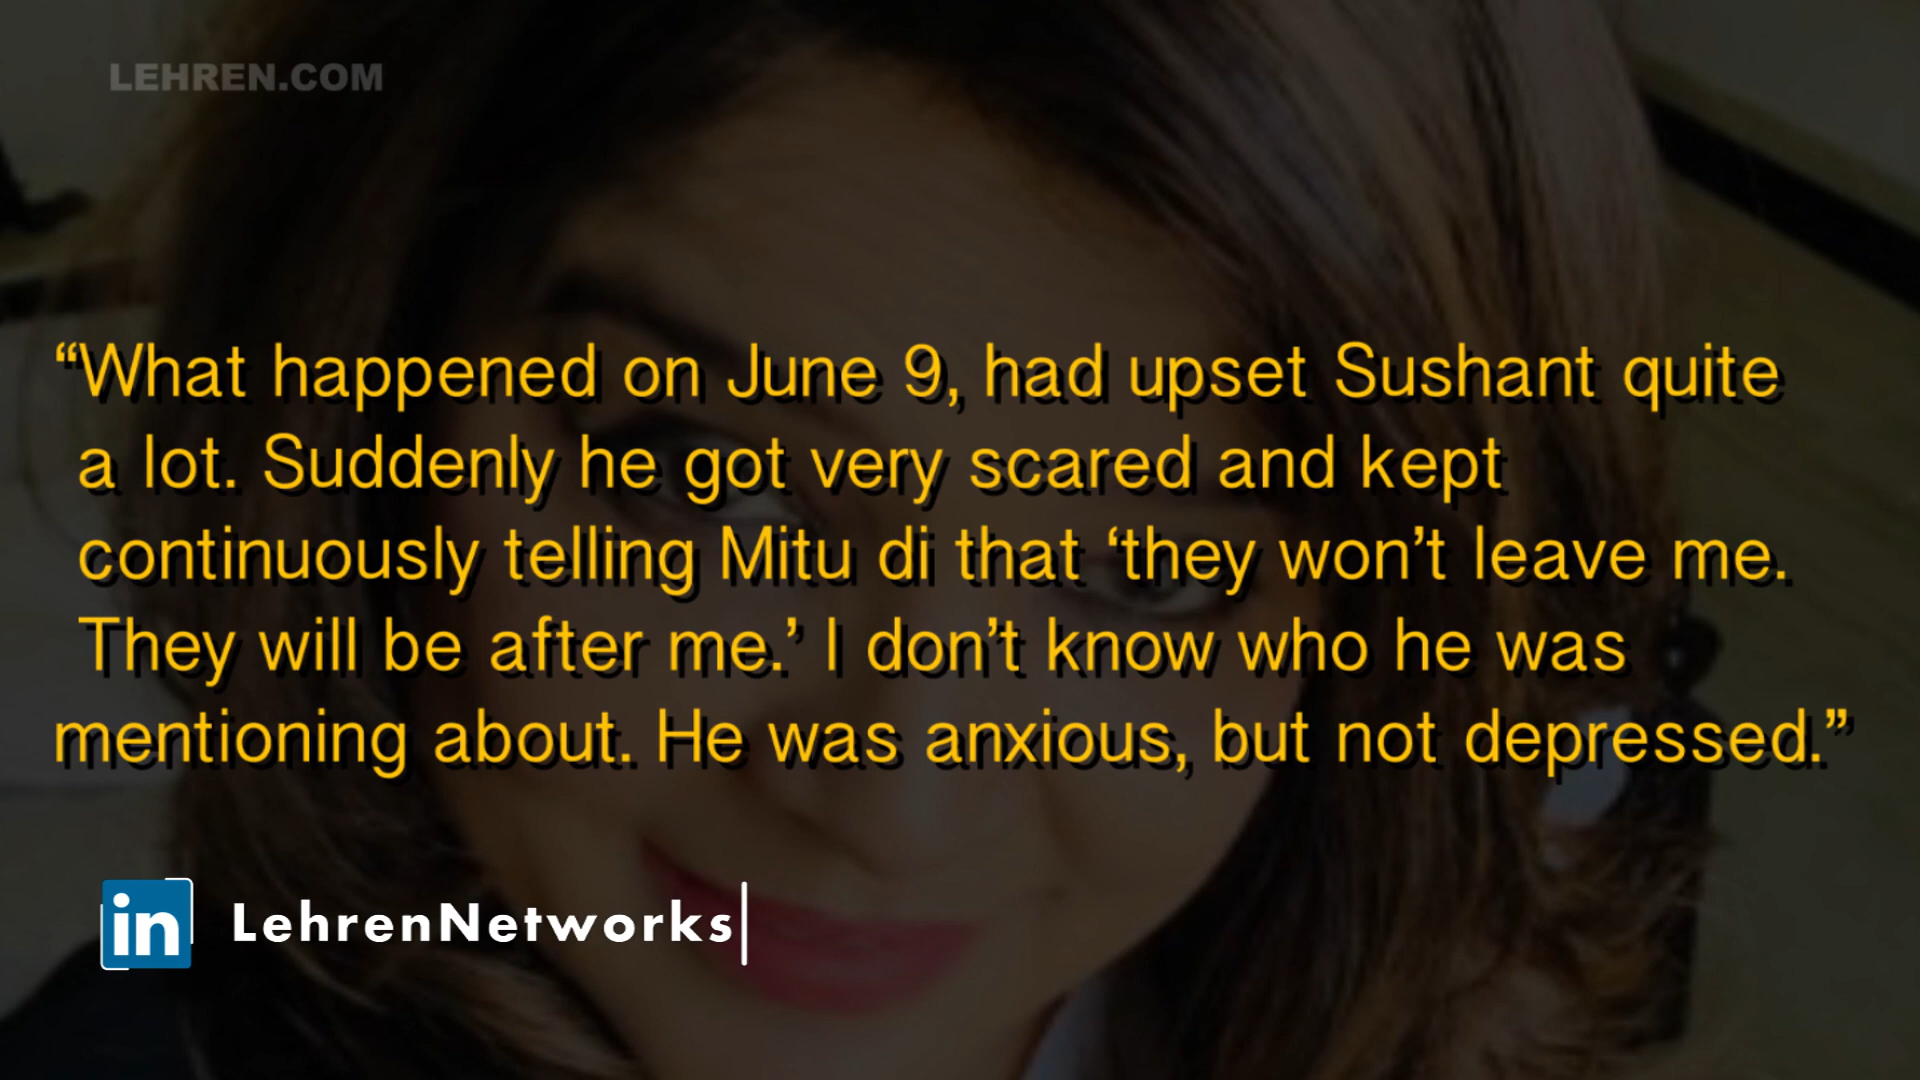 LEHREN.COM
“What happened on June 9, had upset Sushant quite
a lot. Suddenly he got very scared and kept
continuously telling Mitu di that ‘they won’t leave me.
They will be after me.’ I don’t know who he was
mentioning about. He was anxious, but not depressed.”
in LehrenNetworks